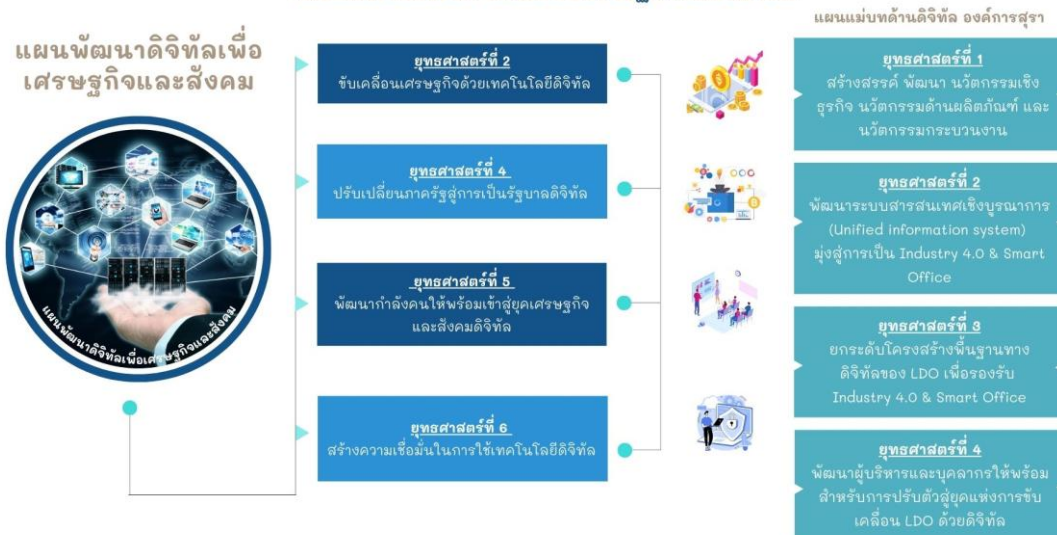 แผนพัฒนาดิจิทัลเพื่อ
เศรษฐกิจและสังคม
แผนพัฒนาดิจิทัลเพื่อเศรษฐกิจและสังคม
ยุทธศาสตร์ที่ 2
ขับเคลื่อนเศรษฐกิจด้วยเทคโนโลยีดิจิทัล
ยุทธศาสตร์ที่ 4
ปรับเปลี่ยนภาครัฐสู่การเป็นรัฐบาลดิจิทัล
ยุทธศาสตร์ที่ 5
พัฒนากำลังคนให้พร้อมเข้าสู่ยุคเศรษฐกิจ
และสังคมดิจิทัล
ยุทธศาสตร์ที่ 6
สร้างความเชื่อมั่นในการใช้เทคโนโลยีดิจิทัล
แผนแม่บทด้านดิจิทัล องค์การสุรา
ยุทธศาสตร์ที่ 1
สร้างสรรค์ พัฒนา นวัตกรรมเชิง
ธุรกิจ นวัตกรรมด้านผลิตภัณฑ์ และ
นวัตกรรมกระบวนงาน
ยุทธศาสตร์ที่ 2
พัฒนาระบบสารสนเทศเชิงบูรณาการ
(Unified information system)
มุ่งสู่การเป็น Industry 4.0 & Smart
Office
ยุทธศาสตร์ที่ 3
ยกระดับโครงสร้างพื้นฐานทาง
ดิจิทัลของ LDO เพื่อรองรับ
Industry 4.0 & Smart Office
ยุทธศาสตร์ที่ 4
พัฒนาผู้บริหารและบุคลากรให้พร้อม
สำหรับการปรับตัวสู่ยุคแห่งการขับ
เคลื่อน LDO ด้วยดิจิทัล